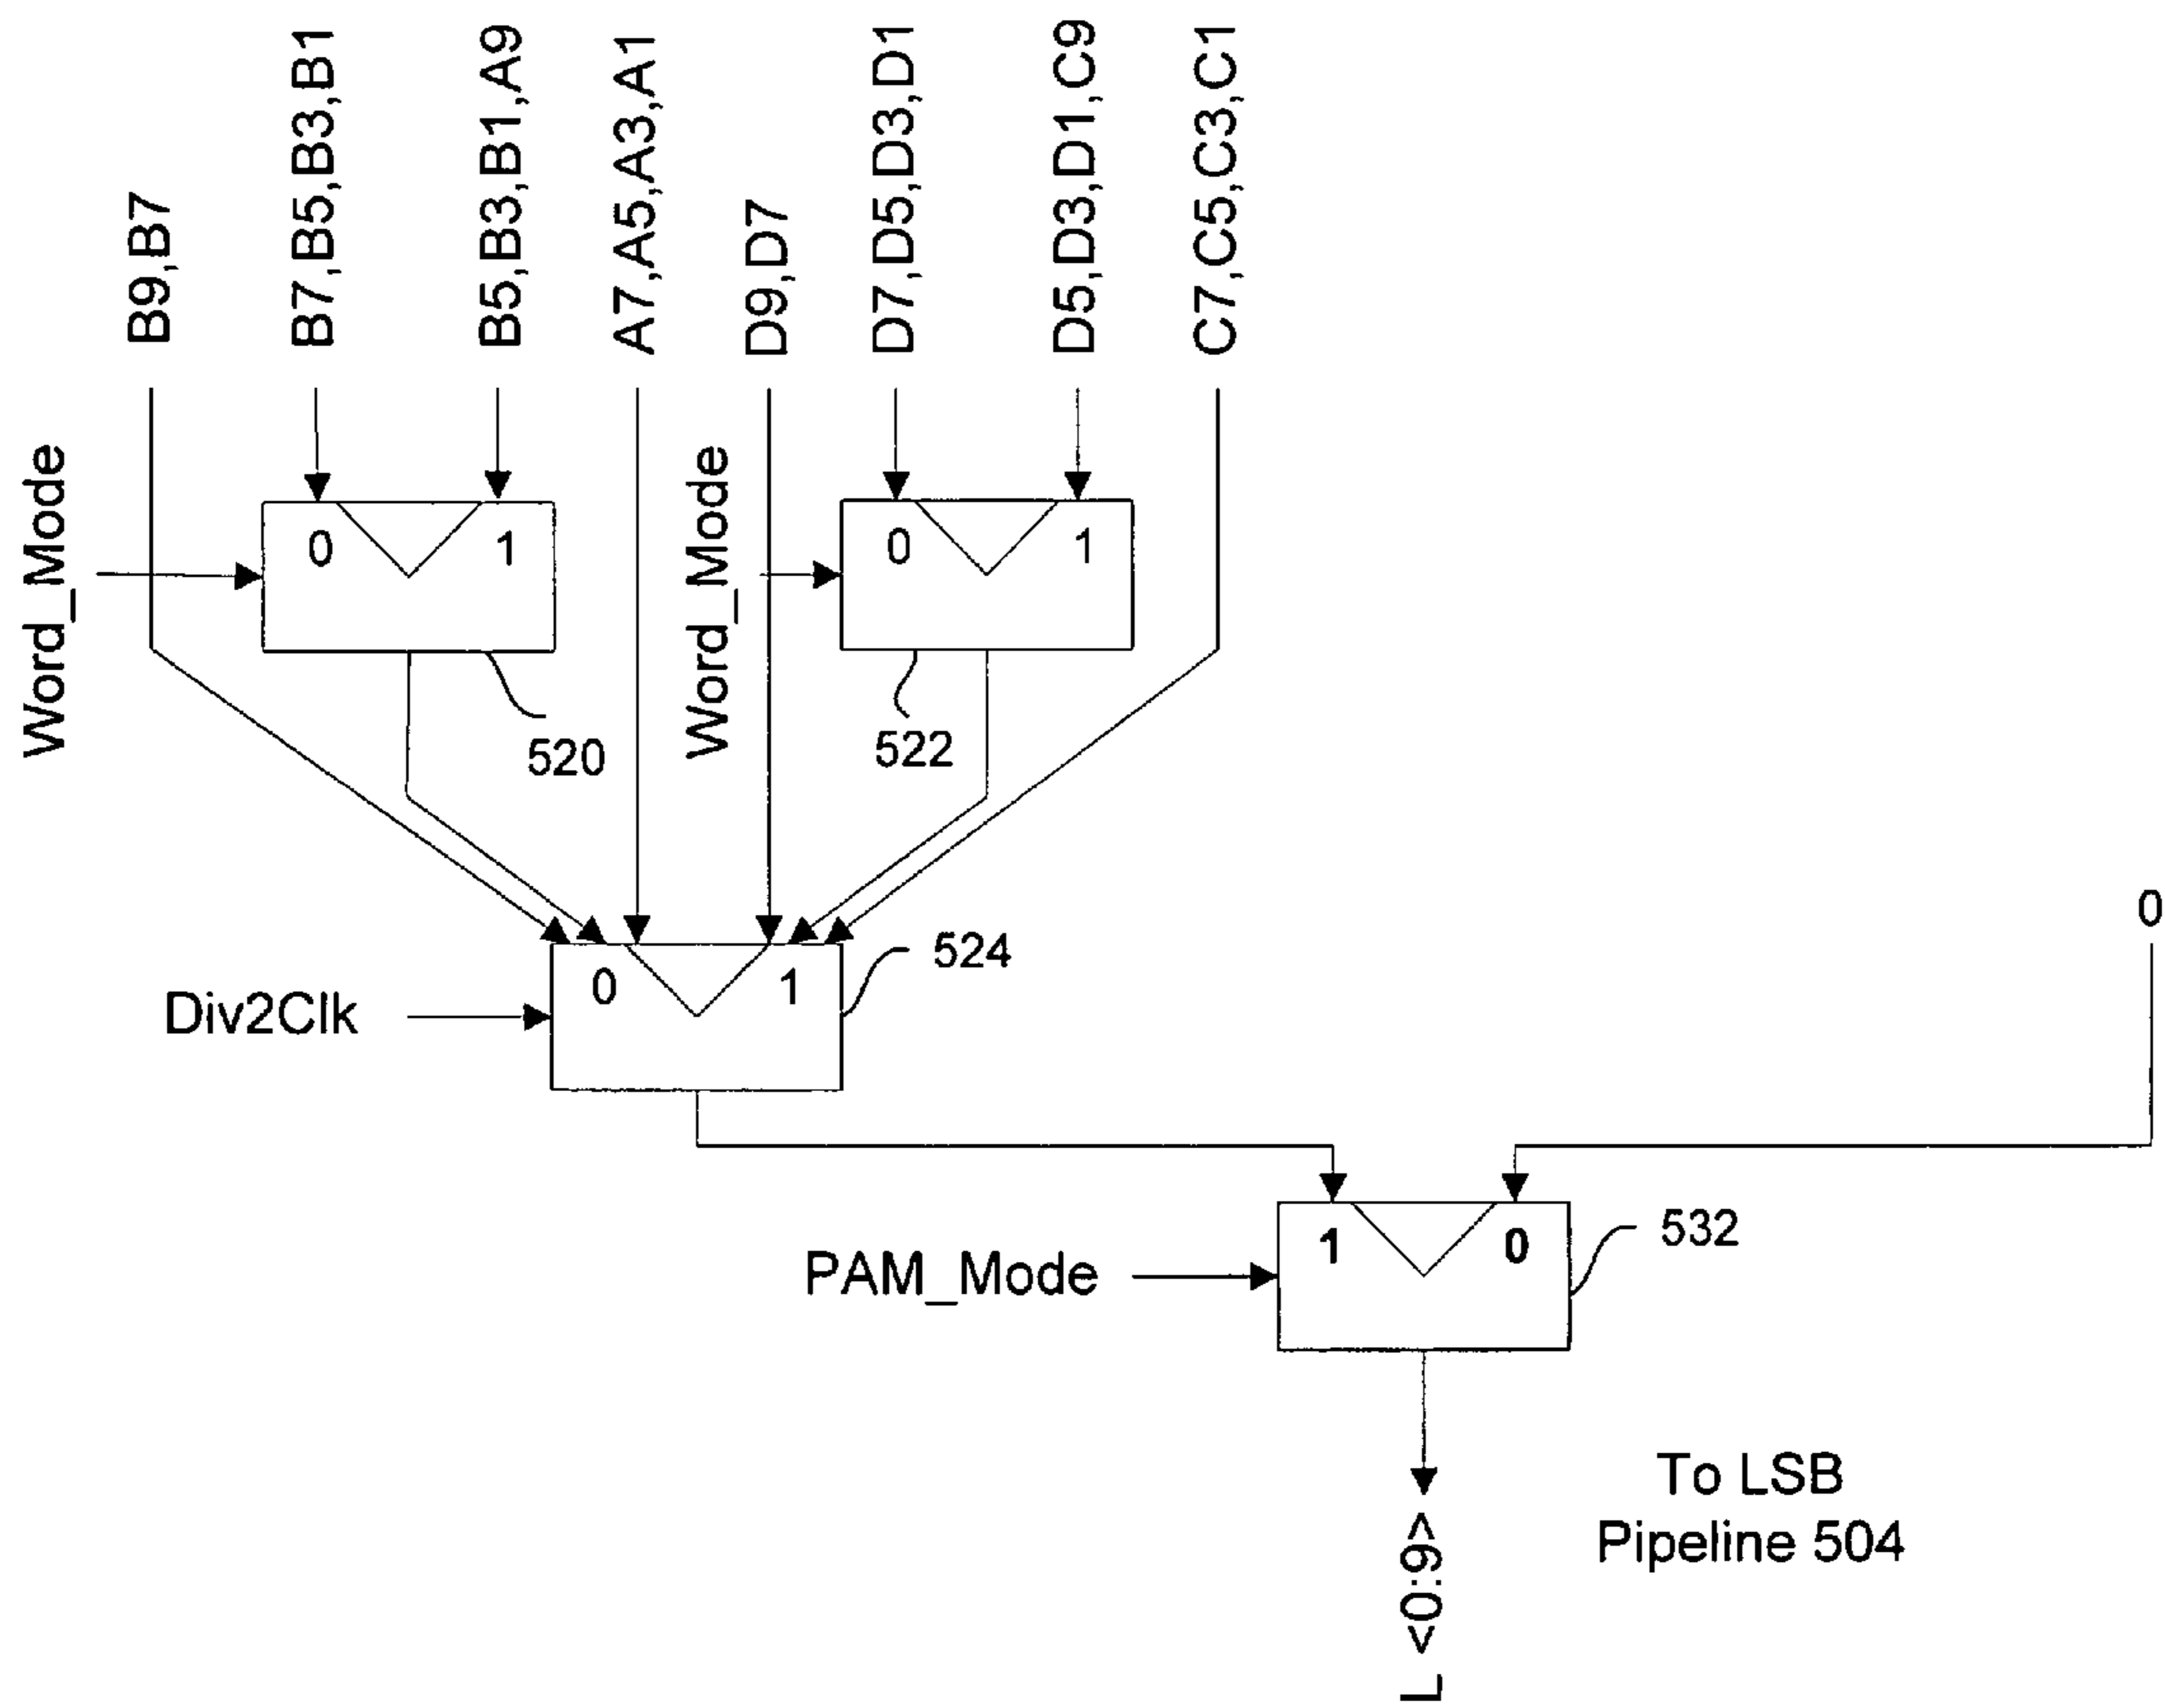 B9,B7
B7,B5,B3,B1
B5,B3,B1,A9
A7,A5,A3,A1
D9,D7
D7,D5,D3,D1
D5,D3,D1,C9
C7,C5,C3,C1
Word_Mode
0 1
520
Word_Mode
0 1
522
0
Div2Clk
0 1
524
PAM_Mode
1 0
532
L <0:9>
To LSB
Pipeline 504